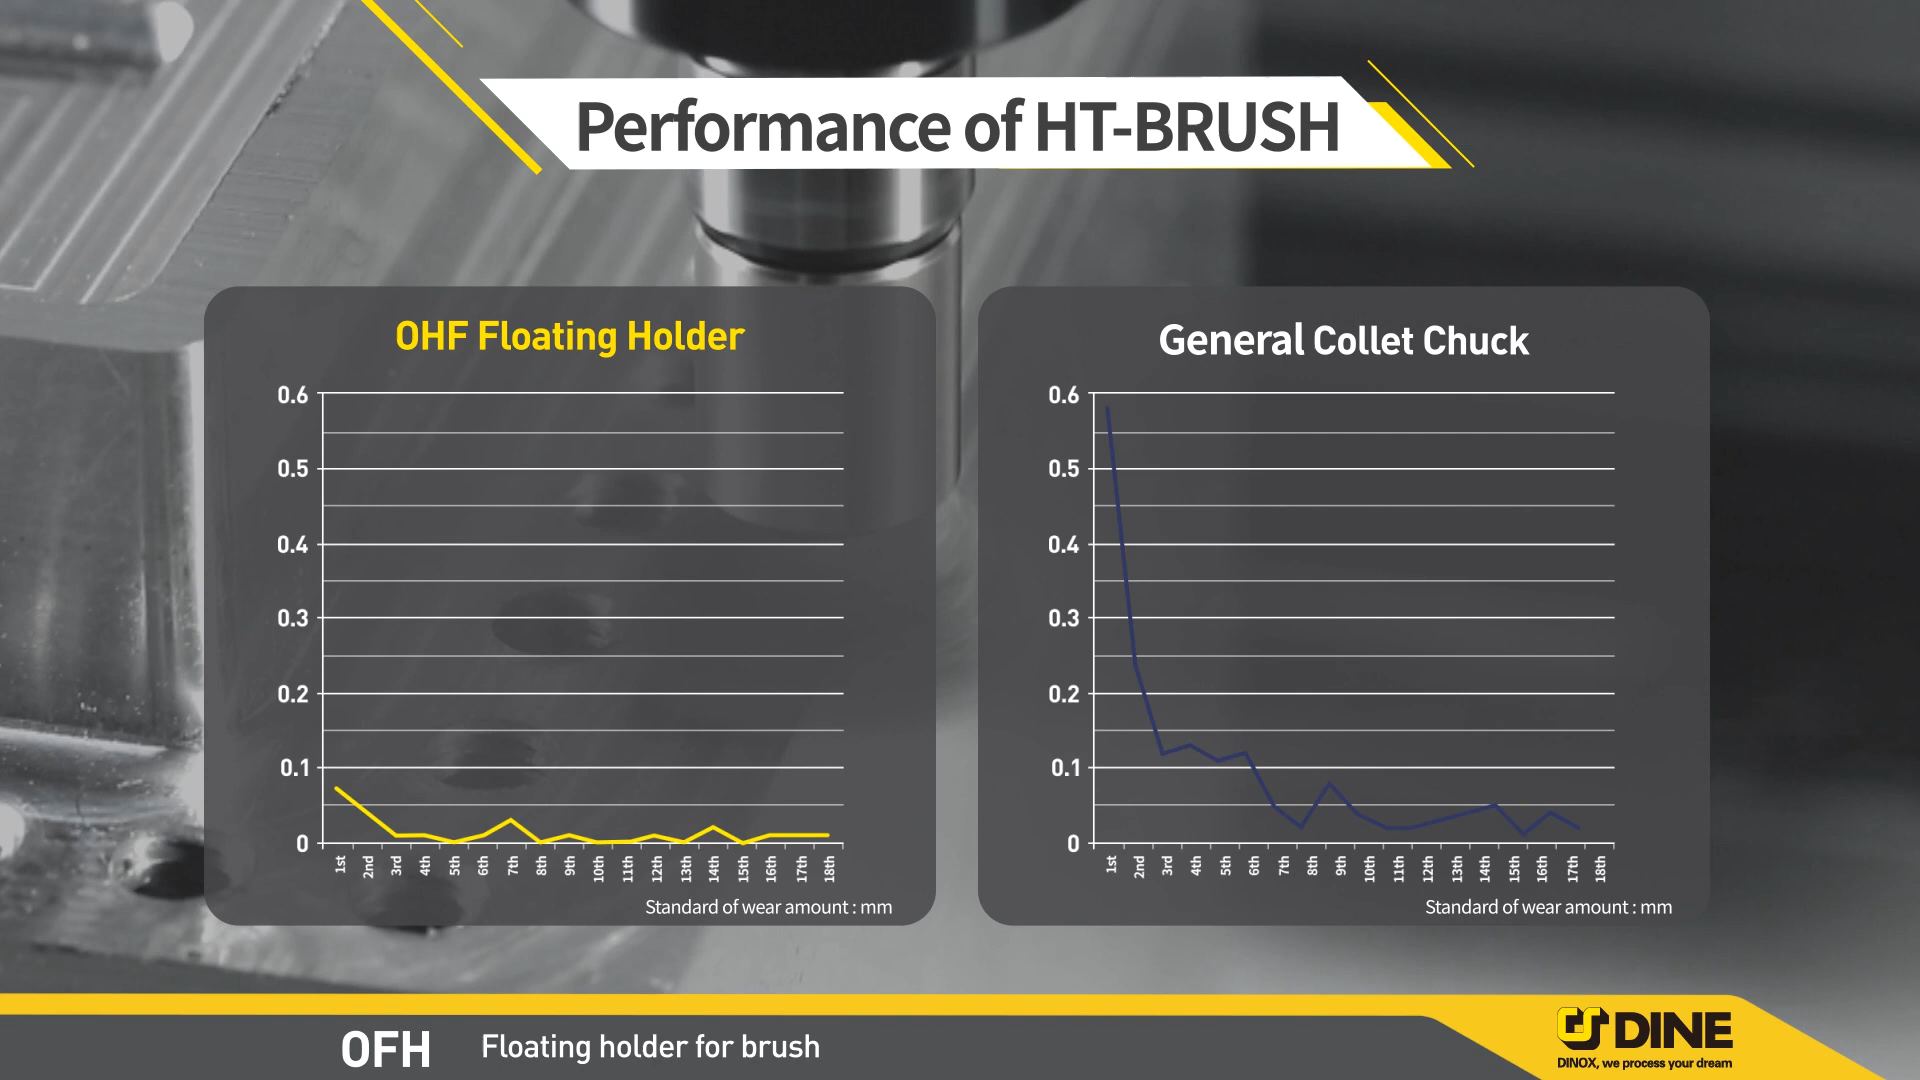 Performance of HT-BRUSH
OHF Floating Holder
0.6
0.5
0.4
0.3
0.2
0.1
0
1st 2nd 3rd 4th 5th 6th 7th 8th 9th 10th 11th 12th 13th 14th 15th 16th 17th 18th
Standard of wear amount : mm
General Collet Chuck
0.6
0.5
0.4
0.3
0.2
0.1
0
1st 2nd 3rd 4th 5th 6th 7th 8th 9th 10th 11th 12th 13th 14th 15th 16th 17th 18th
Standard of wear amount : mm
OFH Floating holder for brush
DINE
DINOX, we process your dream